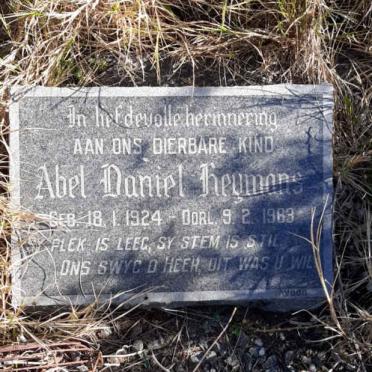 In liefdevolle herinnering
AAN ONS DIERBARE KIND
Abel Daniel Heymans
GEB. 18. 1. 1924 - OORL. 9. 2. 1963
SY PLEK IS LEEG, SY STEM IS STIL
ONS SWYG O HEER, DIT WAS U WIL